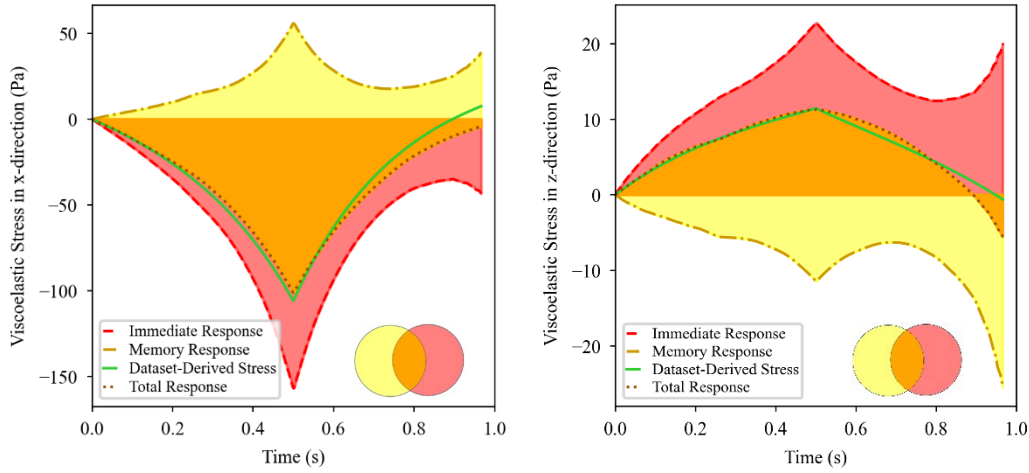 Viscoelastic Stress in x-direction (Pa)
50
0
−50
−100
−150
Immediate Response
Memory Response
Dataset-Derived Stress
Total Response
0.0 0.2 0.4 0.6 0.8 1.0
Time (s)
Viscoelastic Stress in z-direction (Pa)
20
10
0
−10
−20
Immediate Response
Memory Response
Dataset-Derived Stress
Total Response
0.0 0.2 0.4 0.6 0.8 1.0
Time (s)